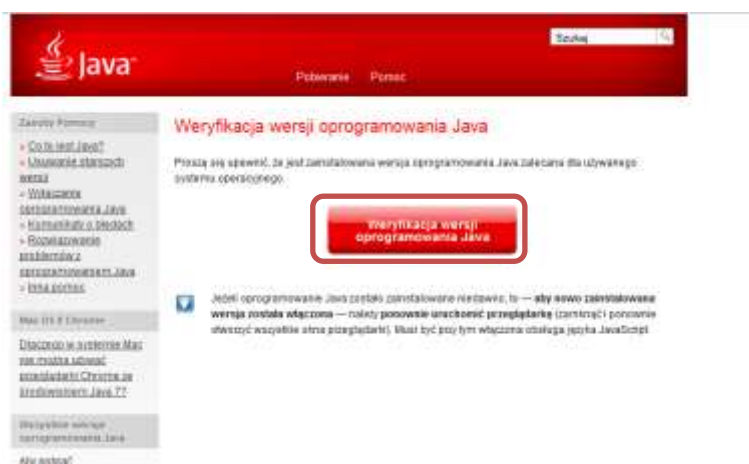 Java
Szukaj
Pobieranie Pomoc
Zasoby Pomocy
» Co to jest Java?
» Usuwanie starszych
wersji
» Włączanie
oprogramowania Java
» Komunikaty o błędach
» Rozwiązywanie
problemów z
oprogramowaniem Java
» Inna pomoc
Mac OS X Chrome
Dlaczego w systemie Mac
nie można używać
przeglądarki Chrome ze
środowiskiem Java 7?
Wszystkie wersje
oprogramowania Java
Aby pobrać
Weryfikacja wersji oprogramowania Java
Proszę się upewnić, że jest zainstalowana wersja oprogramowania Java zalecana dla używanego
systemu operacyjnego.
Weryfikacja wersji
oprogramowania Java
Jeżeli oprogramowanie Java zostało zainstalowane niedawno, to — aby nowo zainstalowana
wersja została włączona — należy ponownie uruchomić przeglądarkę (zamknąć i ponownie
otworzyć wszystkie okna przeglądarki). Musi być przy tym włączona obsługa języka JavaScript